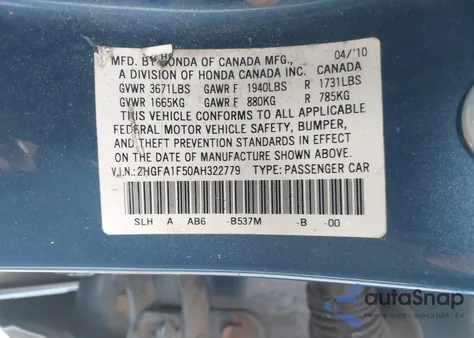 MFD. BY HONDA OF CANADA MFG., 04/10
A DIVISION OF HONDA CANADA INC. CANADA
GVWR 3671LBS GAWR F 1940LBS R 1731LBS
GVWR 1665KG GAWR F 880KG R 785KG
THIS VEHICLE CONFORMS TO ALL APPLICABLE
FEDERAL MOTOR VEHICLE SAFETY, BUMPER,
AND THEFT PREVENTION STANDARDS IN EFFECT
ON THE DATE OF MANUFACTURE SHOWN ABOVE.
V.I.N.: 2HGFA1F50AH322779 TYPE: PASSENGER CAR
SLH A AB6 -B537M -B -00
autoSnap